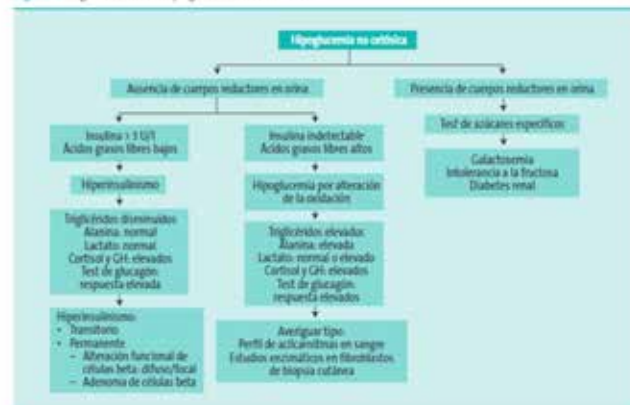 Hipoglucemia no cetósica
Ausencia de cuerpos reductores en orina
Presencia de cuerpos reductores en orina
Insulina > 3 U/l
Ácidos grasos libres bajos
Hiperinsulinismo
Triglicéridos disminuidos
Alanina: normal
Lactato: normal
Cortisol y GH: elevados
Test de glucagón:
respuesta elevada
Hiperinsulinismo:
• Transitorio
• Permanente
– Alteración funcional de
células beta: difuso/focal
– Adenoma de células beta
Insulina indetectable
Ácidos grasos libres altos
Hipoglucemia por alteración
de la oxidación
Triglicéridos elevados
Alanina: elevada
Lactato: normal o elevado
Cortisol y GH: elevados
Test de glucagón:
respuesta elevados
Averiguar tipo:
Perfil de acilcarnitinas en sangre
Estudios enzimáticos en fibroblastos
de biopsia cutánea
Test de azúcares específicos
Galactosemia
Intolerancia a la fructosa
Diabetes renal